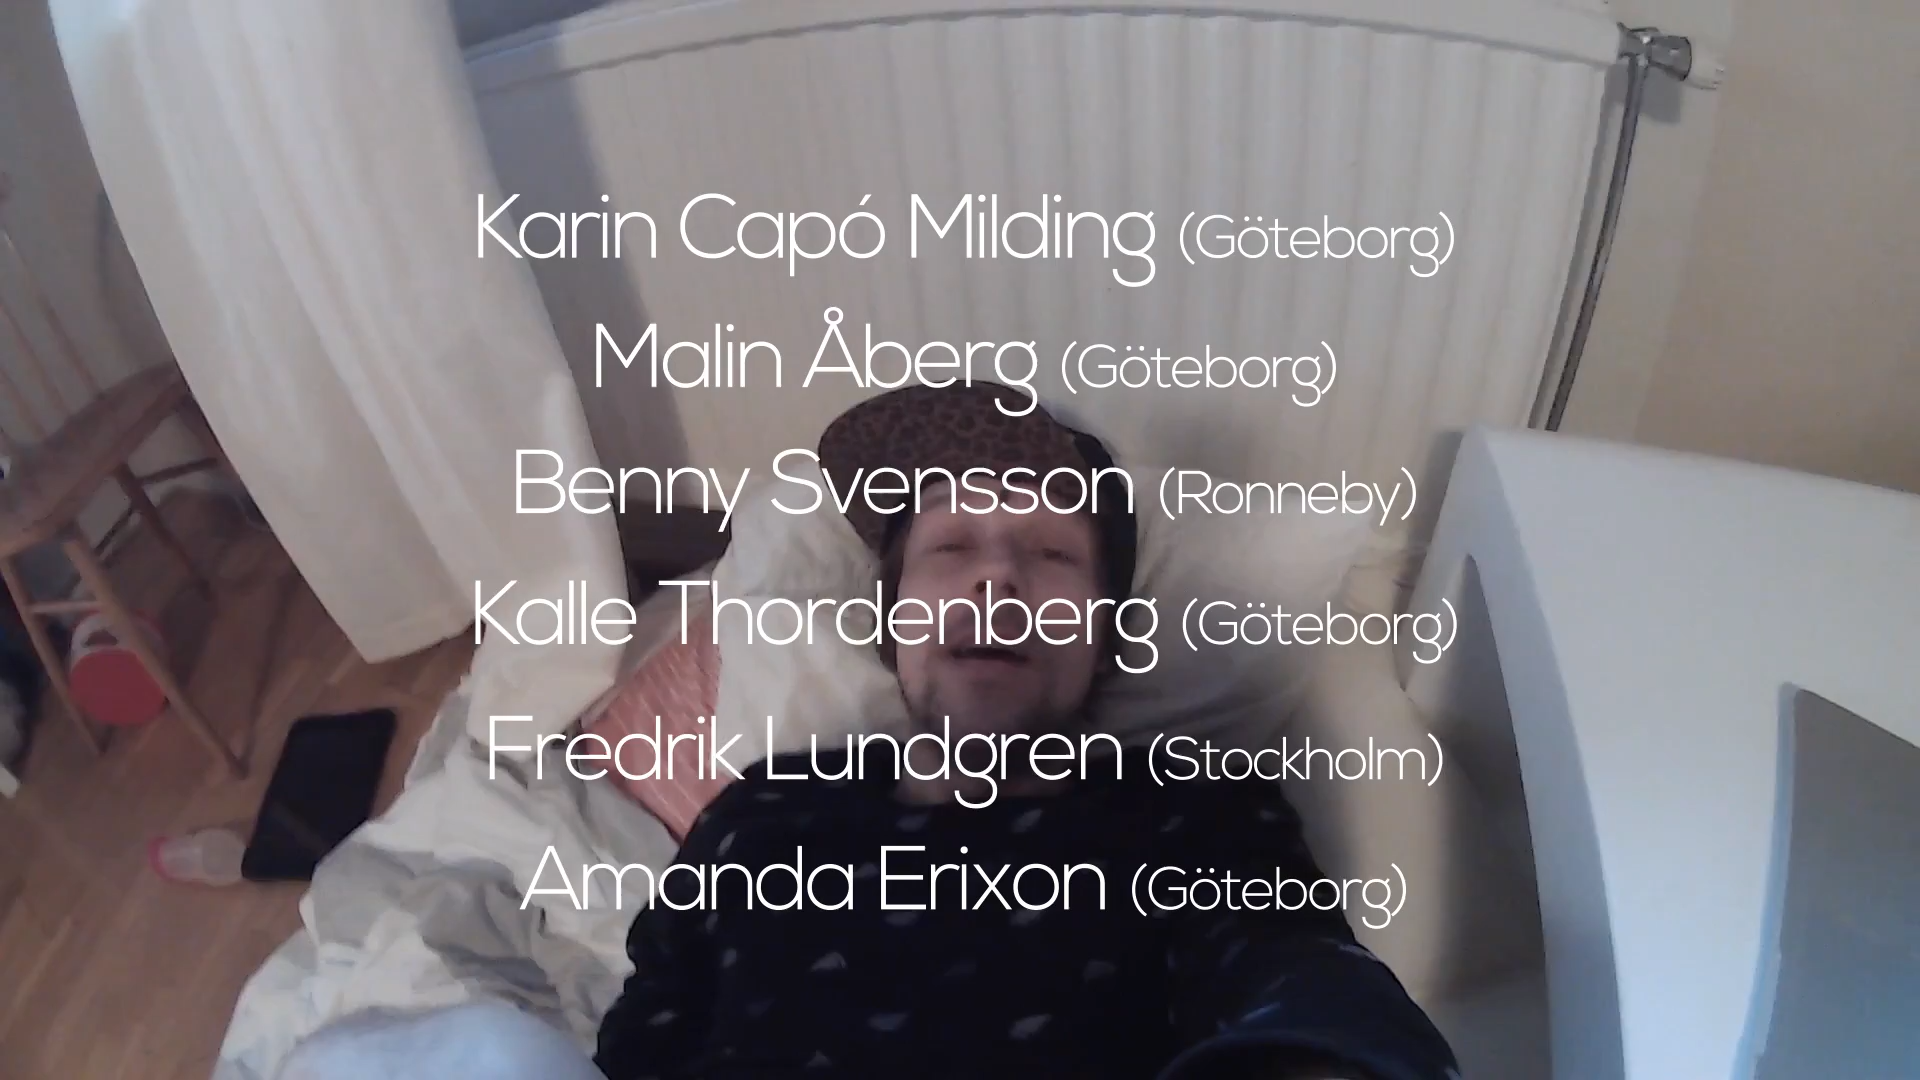 Karin Capó Milding (Göteborg)
Malin Åberg (Göteborg)
Benny Svensson (Ronneby)
Kalle Thordenberg (Göteborg)
Fredrik Lundgren (Stockholm)
Amanda Erixon (Göteborg)